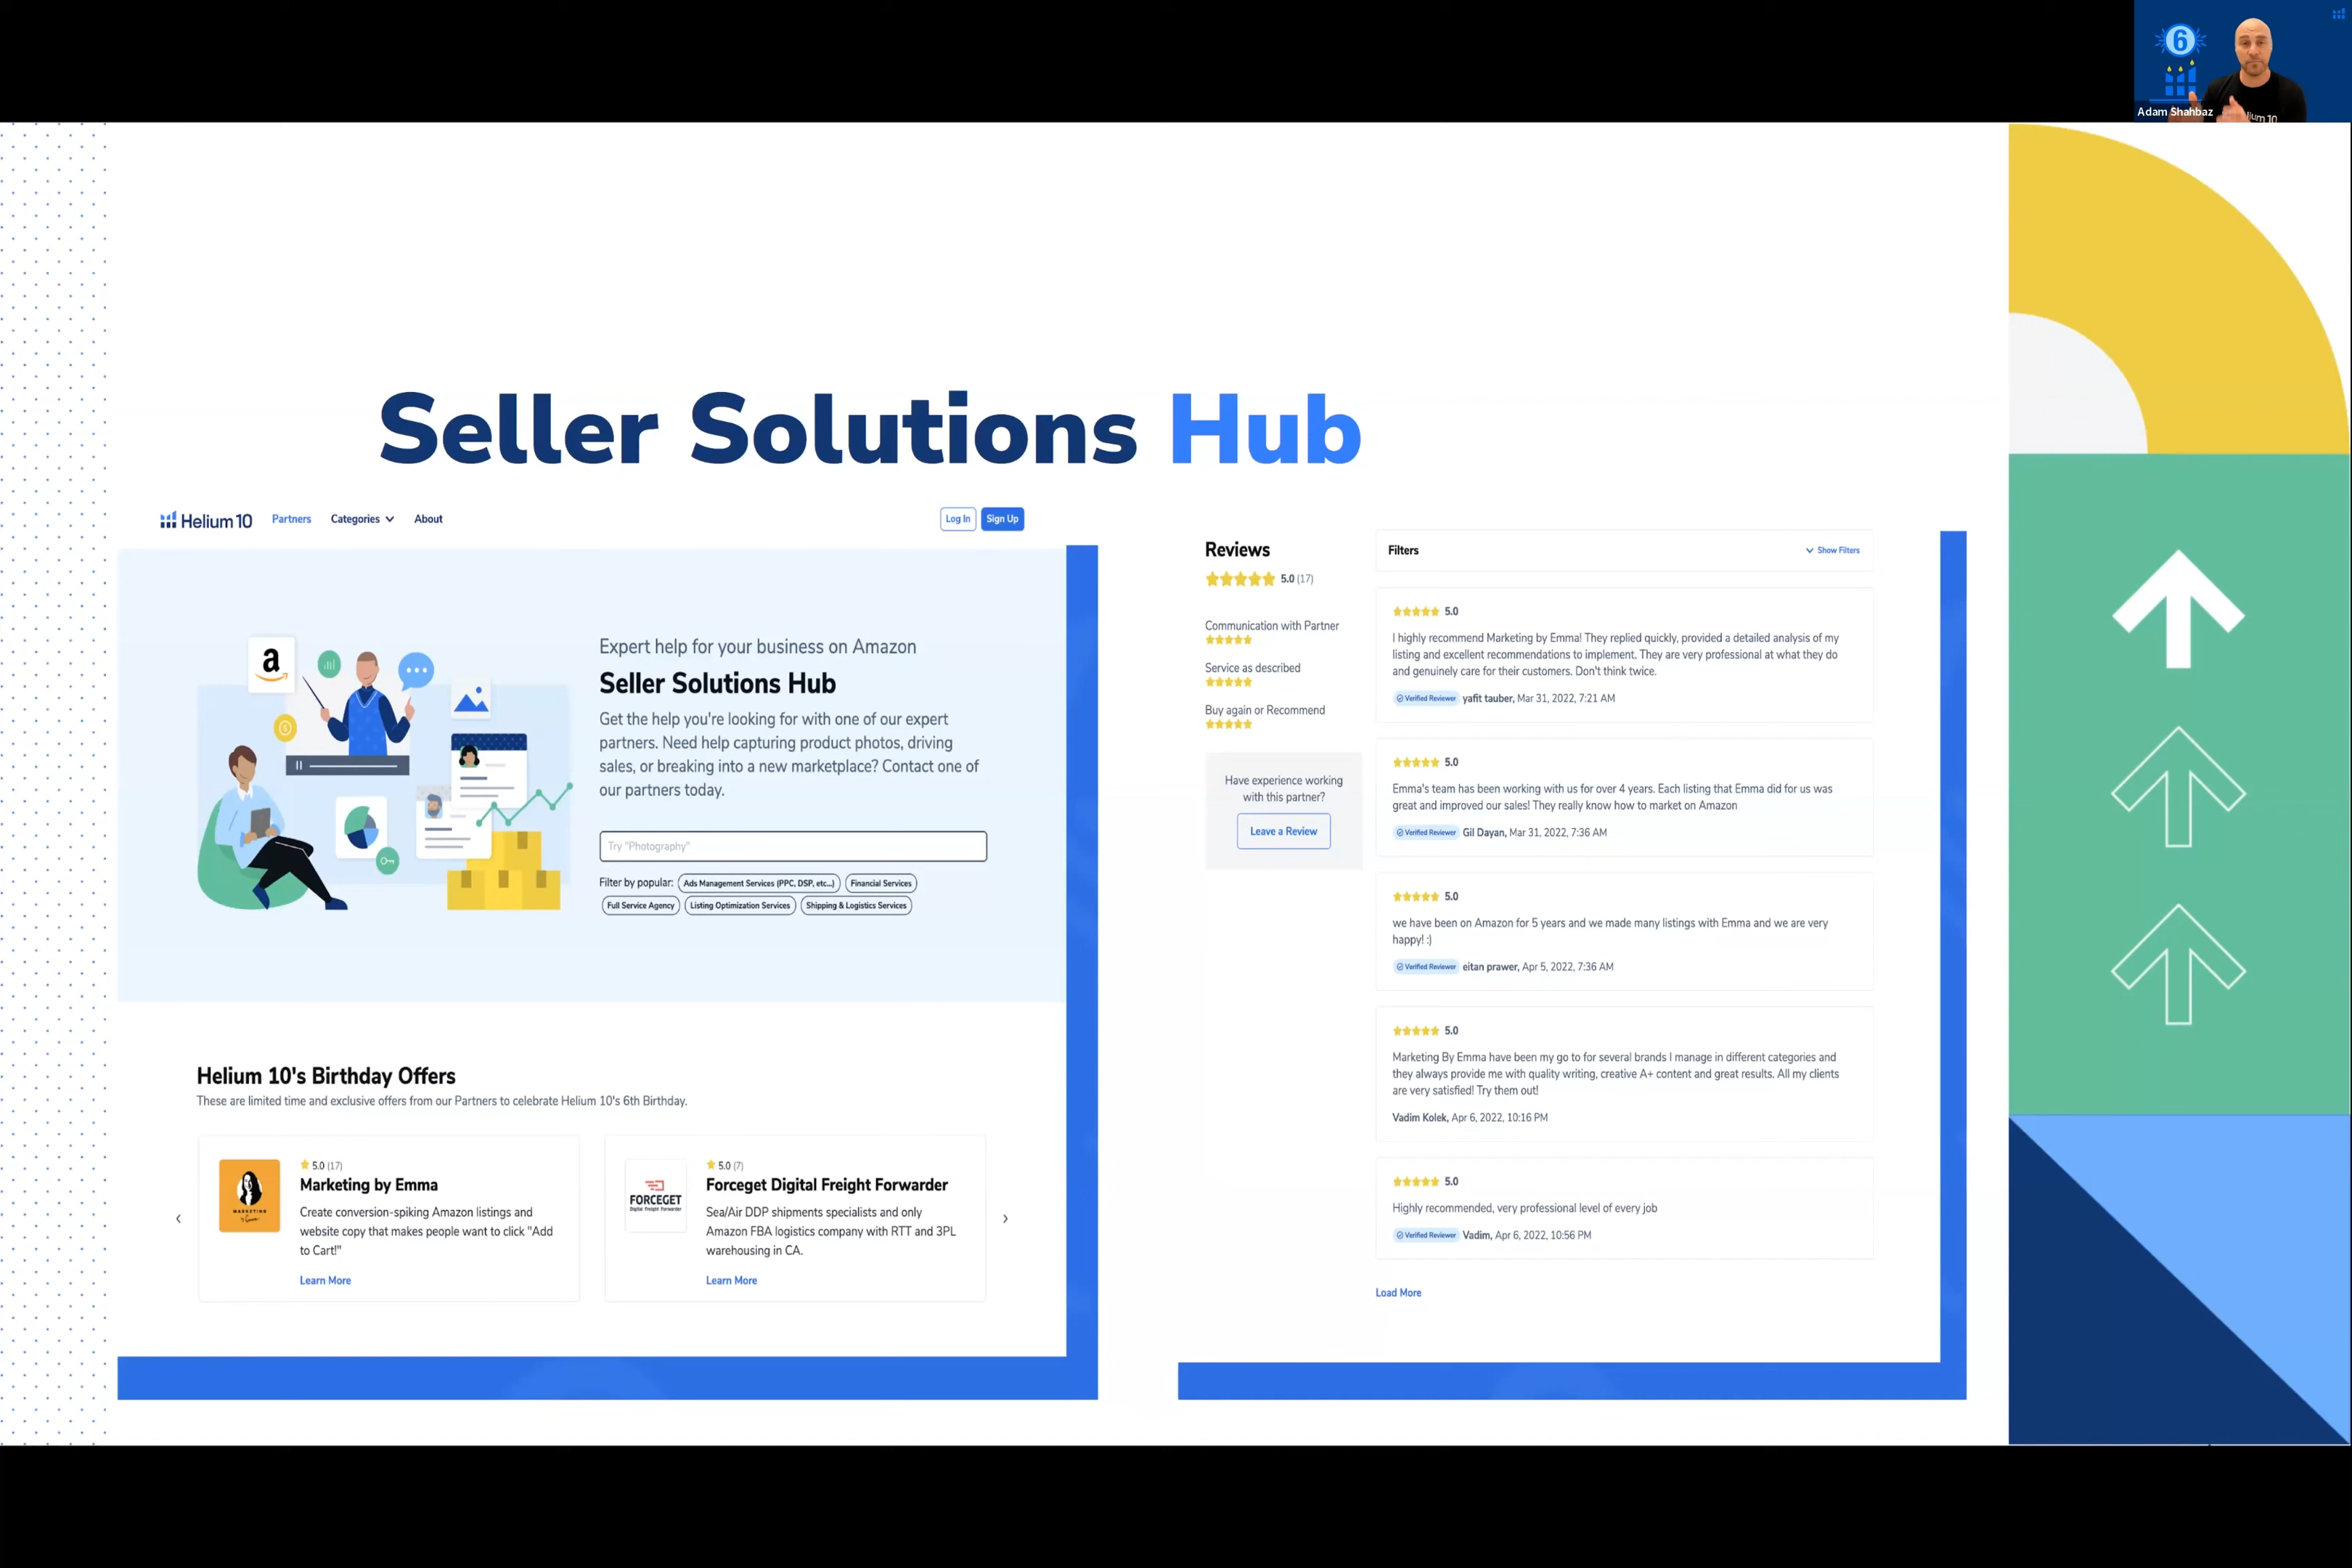 6
Adam Shahbaz
Seller Solutions Hub
Helium 10
Partners
Categories
About
Log In
Sign Up
a
Expert help for your business on Amazon
Seller Solutions Hub
Get the help you're looking for with one of our expert
partners. Need help capturing product photos, driving
sales, or breaking into a new marketplace? Contact one of
our partners today.
Try "Photography"
Filter by popular: Ads Management Services (PPC, DSP, etc...) Financial Services
Full Service Agency Listing Optimization Services Shipping & Logistics Services
Helium 10's Birthday Offers
These are limited time and exclusive offers from our Partners to celebrate Helium 10's 6th Birthday.
MARKETING
5.0 (17)
Marketing by Emma
Create conversion-spiking Amazon listings and
website copy that makes people want to click "Add
to Cart!"
Learn More
FORCEGET
Digital Freight Forwarder
5.0 (7)
Forceget Digital Freight Forwarder
Sea/Air DDP shipments specialists and only
Amazon FBA logistics company with RTT and 3PL
warehousing in CA.
Learn More
Reviews
5.0 (17)
Communication with Partner
Service as described
Buy again or Recommend
Have experience working
with this partner?
Leave a Review
Filters
Show Filters
5.0
I highly recommend Marketing by Emma! They replied quickly, provided a detailed analysis of my
listing and excellent recommendations to implement. They are very professional at what they do
and genuinely care for their customers. Don't think twice.
Verified Reviewer yafit tauber, Mar 31, 2022, 7:21 AM
5.0
Emma's team has been working with us for over 4 years. Each listing that Emma did for us was
great and improved our sales! They really know how to market on Amazon
Verified Reviewer Gil Dayan, Mar 31, 2022, 7:36 AM
5.0
we have been on Amazon for 5 years and we made many listings with Emma and we are very
happy! :)
Verified Reviewer eitan prawer, Apr 5, 2022, 7:36 AM
5.0
Marketing By Emma have been my go to for several brands I manage in different categories and
they always provide me with quality writing, creative A+ content and great results. All my clients
are very satisfied! Try them out!
Vadim Kolek, Apr 6, 2022, 10:16 PM
5.0
Highly recommended, very professional level of every job
Verified Reviewer Vadim, Apr 6, 2022, 10:56 PM
Load More